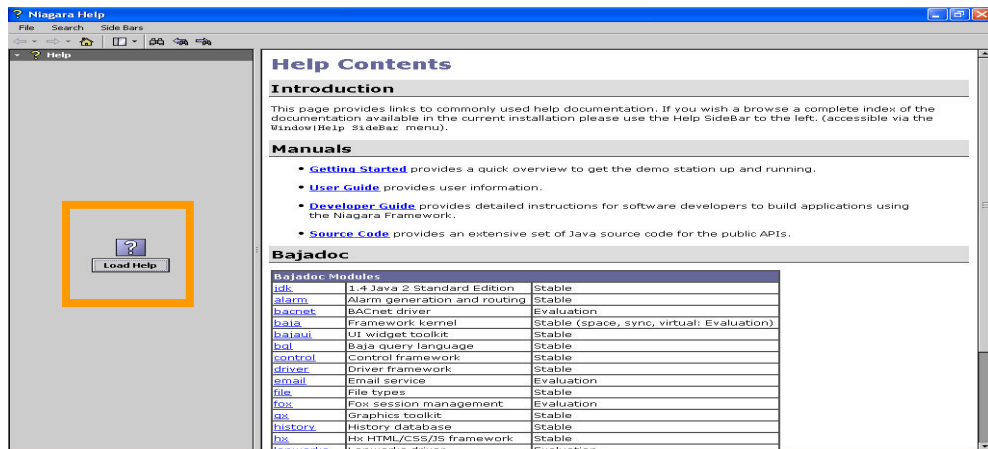 Niagara Help
File Search Side Bars
Help
Load Help
Help Contents
Introduction
This page provides links to commonly used help documentation. If you wish a browse a complete index of the
documentation available in the current installation please use the Help SideBar to the left. (accessible via the
Window|Help SideBar menu).
Manuals
• Getting Started provides a quick overview to get the demo station up and running.
• User Guide provides user information.
• Developer Guide provides detailed instructions for software developers to build applications using
the Niagara Framework.
• Source Code provides an extensive set of Java source code for the public APIs.
Bajadoc
Bajadoc Modules
jdk 1.4 Java 2 Standard Edition Stable
alarm Alarm generation and routing Stable
bacnet BACnet driver Evaluation
baja Framework kernel Stable (space, sync, virtual: Evaluation)
bajaui UI widget toolkit Stable
bql Baja query language Stable
control Control framework Stable
driver Driver framework Stable
email Email service Evaluation
file File types Stable
fox Fox session management Evaluation
gx Graphics toolkit Stable
history History database Stable
hx Hx HTML/CSS/JS framework Stable